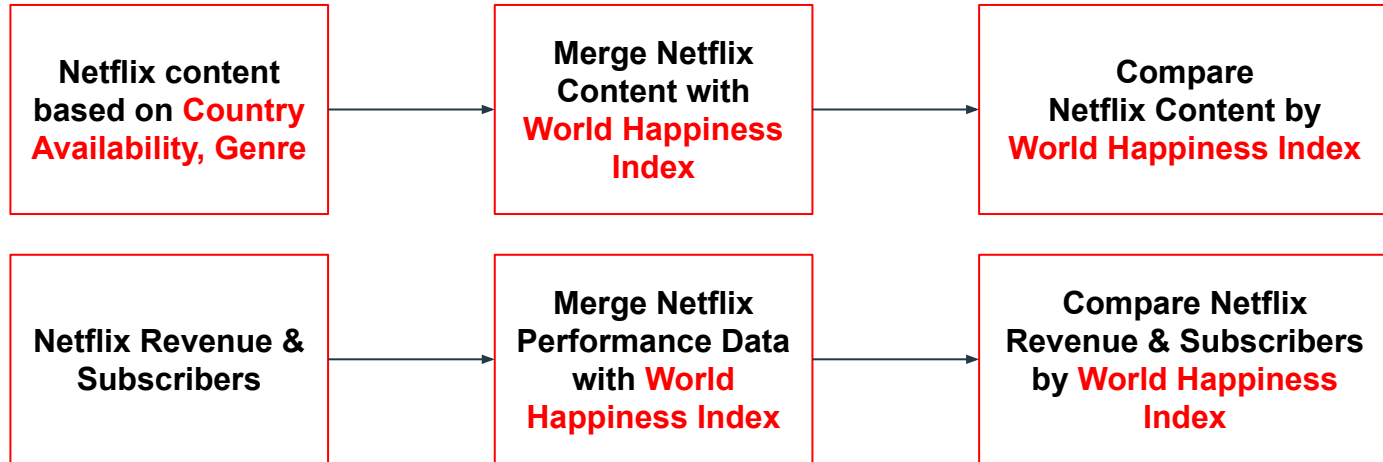 Netflix content
based on Country
Availability, Genre
Merge Netflix
Content with
World Happiness
Index
Compare
Netflix Content by
World Happiness Index
Netflix Revenue &
Subscribers
Merge Netflix
Performance Data
with World
Happiness Index
Compare Netflix
Revenue & Subscribers
by World Happiness
Index